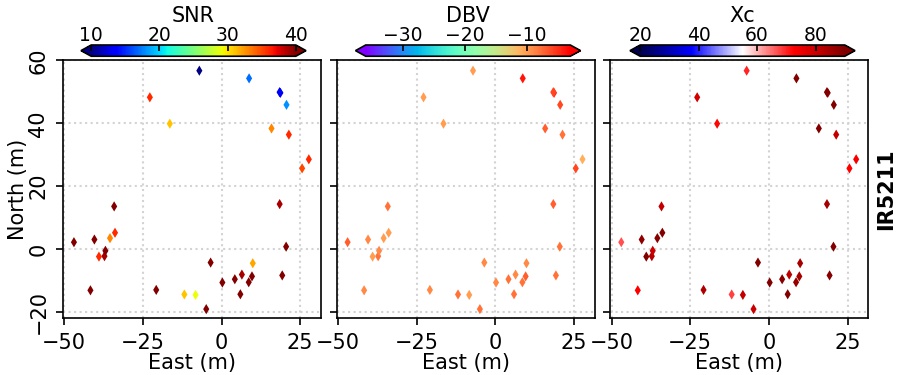 SNR DBV Xc
10 20 30 40 −30 −20 −10 20 40 60 80
60
40
20
0
−20
North (m)
−50 −25 0 25 −50 −25 0 25 −50 −25 0 25
East (m) East (m) East (m)
IR5211